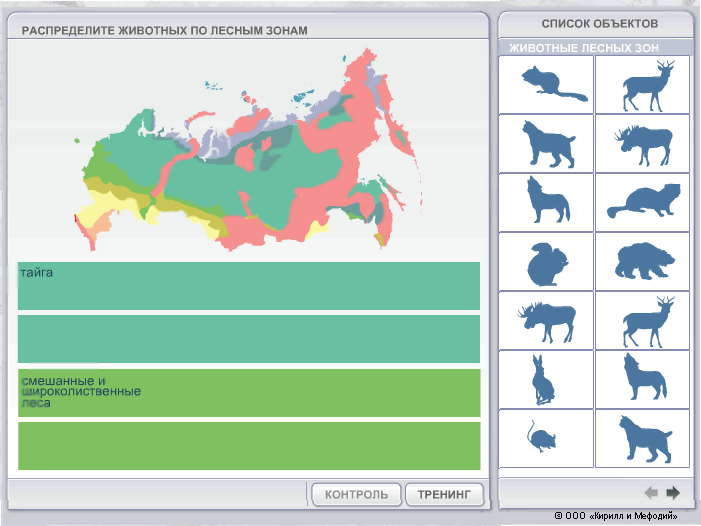 РАСПРЕДЕЛИТЕ ЖИВОТНЫХ ПО ЛЕСНЫМ ЗОНАМ
СПИСОК ОБЪЕКТОВ
ЖИВОТНЫЕ ЛЕСНЫХ ЗОН
тайга
смешанные и
широколиственные
леса
КОНТРОЛЬ
ТРЕНИНГ
© ООО «Кирилл и Мефодий»